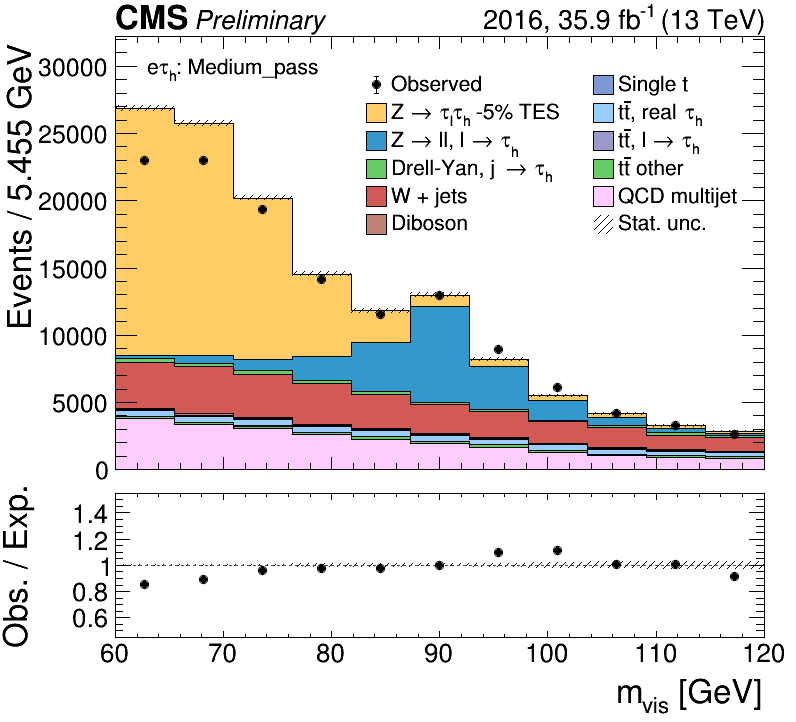 CMS Preliminary 2016, 35.9 fb⁻¹ (13 TeV)
eτₕ: Medium_pass
Observed
Z → τₗτₕ -5% TES
Z → ll, l → τₕ
Drell-Yan, j → τₕ
W + jets
Diboson
Single t
tt̅, real τₕ
tt̅, l → τₕ
tt̅ other
QCD multijet
Stat. unc.
Events / 5.455 GeV
30000
25000
20000
15000
10000
5000
0
Obs. / Exp.
1.4
1.2
1
0.8
0.6
60 70 80 90 100 110 120
m_vis [GeV]